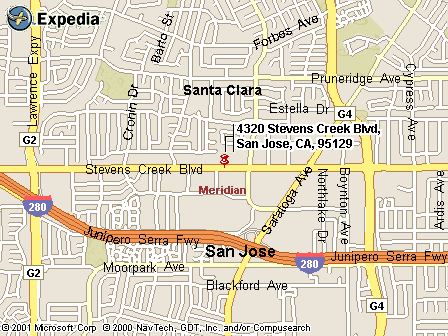 Expedia
Lawrence Expy
Barto St
Forbes Ave
Pruneridge Ave
Cronin Dr
Santa Clara
Estella Dr
Cypress Ave
G4
G2
4320 Stevens Creek Blvd,
San Jose, CA, 95129
Stevens Creek Blvd
Meridian
Saratoga Ave
Northlake Dr
Boynton Ave
280
Junipero Serra Fwy
San Jose
Moorpark Ave
280
Junipero Serra Fwy
G2
Blackford Ave
G4
©2001 Microsoft Corp © 2000 NavTech, GDT, Inc. and/or Compusearch